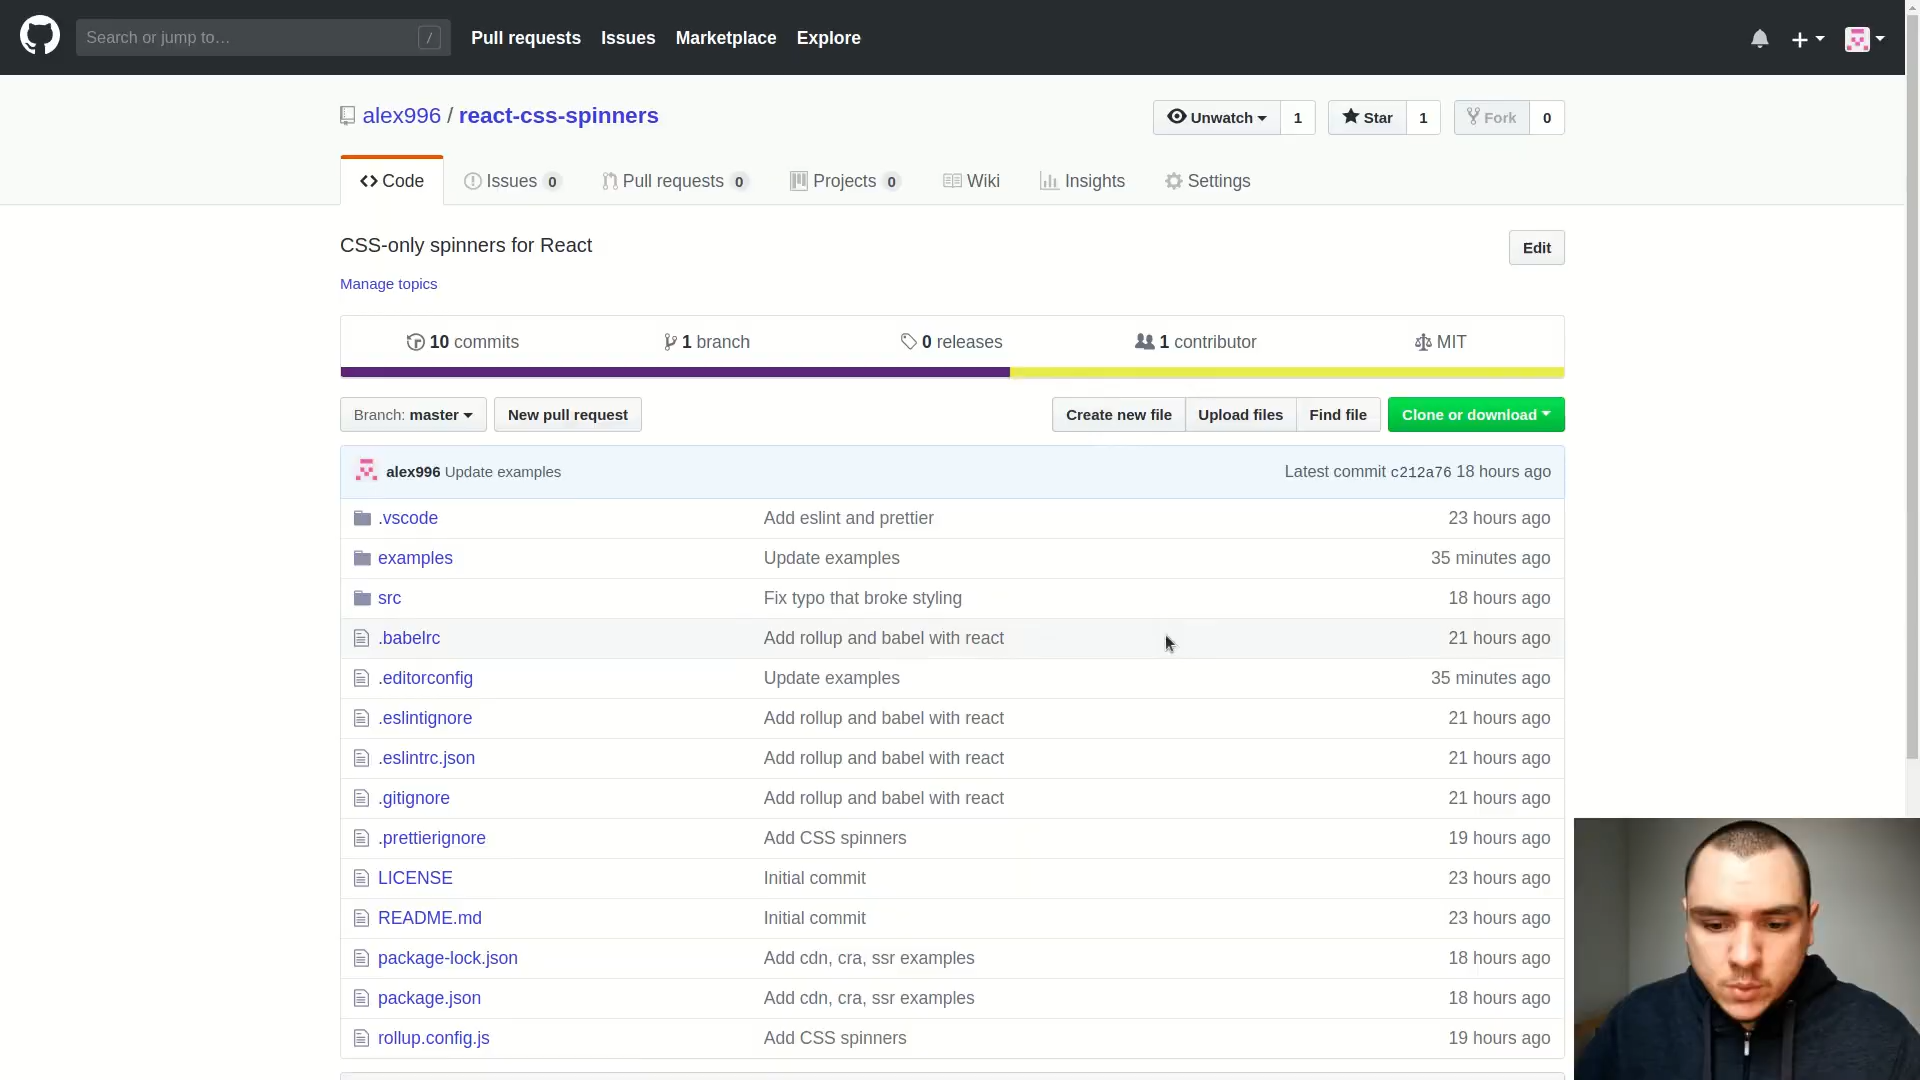 Search or jump to…
/
Pull requests
Issues
Marketplace
Explore
alex996 / react-css-spinners
Unwatch
1
Star
1
Fork
0
Code
Issues 0
Pull requests 0
Projects 0
Wiki
Insights
Settings
CSS-only spinners for React
Edit
Manage topics
10 commits
1 branch
0 releases
1 contributor
MIT
Branch: master
New pull request
Create new file
Upload files
Find file
Clone or download
alex996 Update examples
Latest commit c212a76 18 hours ago
.vscode
Add eslint and prettier
23 hours ago
examples
Update examples
35 minutes ago
src
Fix typo that broke styling
18 hours ago
.babelrc
Add rollup and babel with react
21 hours ago
.editorconfig
Update examples
35 minutes ago
.eslintignore
Add rollup and babel with react
21 hours ago
.eslintrc.json
Add rollup and babel with react
21 hours ago
.gitignore
Add rollup and babel with react
21 hours ago
.prettierignore
Add CSS spinners
19 hours ago
LICENSE
Initial commit
23 hours ago
README.md
Initial commit
23 hours ago
package-lock.json
Add cdn, cra, ssr examples
18 hours ago
package.json
Add cdn, cra, ssr examples
18 hours ago
rollup.config.js
Add CSS spinners
19 hours ago